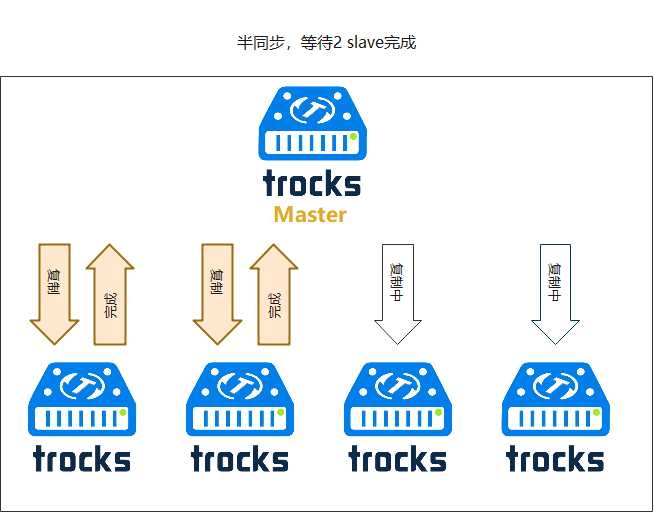 半同步，等待2 slave完成
trocks
Master
复制
完成
复制
完成
复制中
复制中
trocks
trocks
trocks
trocks